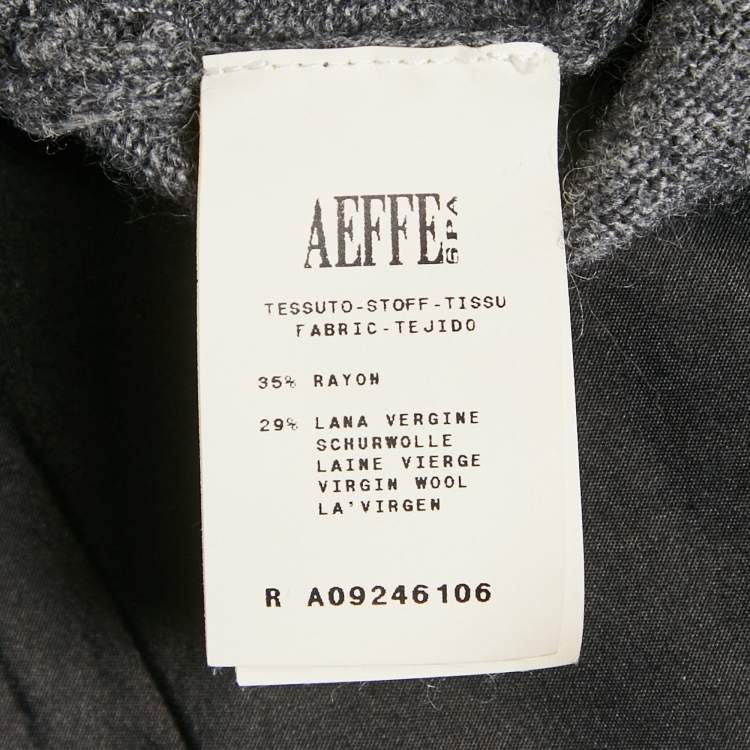 AEFFE SPA
TESSUTO-STOFF-TISSU
FABRIC-TEJIDO
35% RAYON
29% LANA VERGINE
SCHURWOLLE
LAINE VIERGE
VIRGIN WOOL
LA'VIRGEN
R A09246106